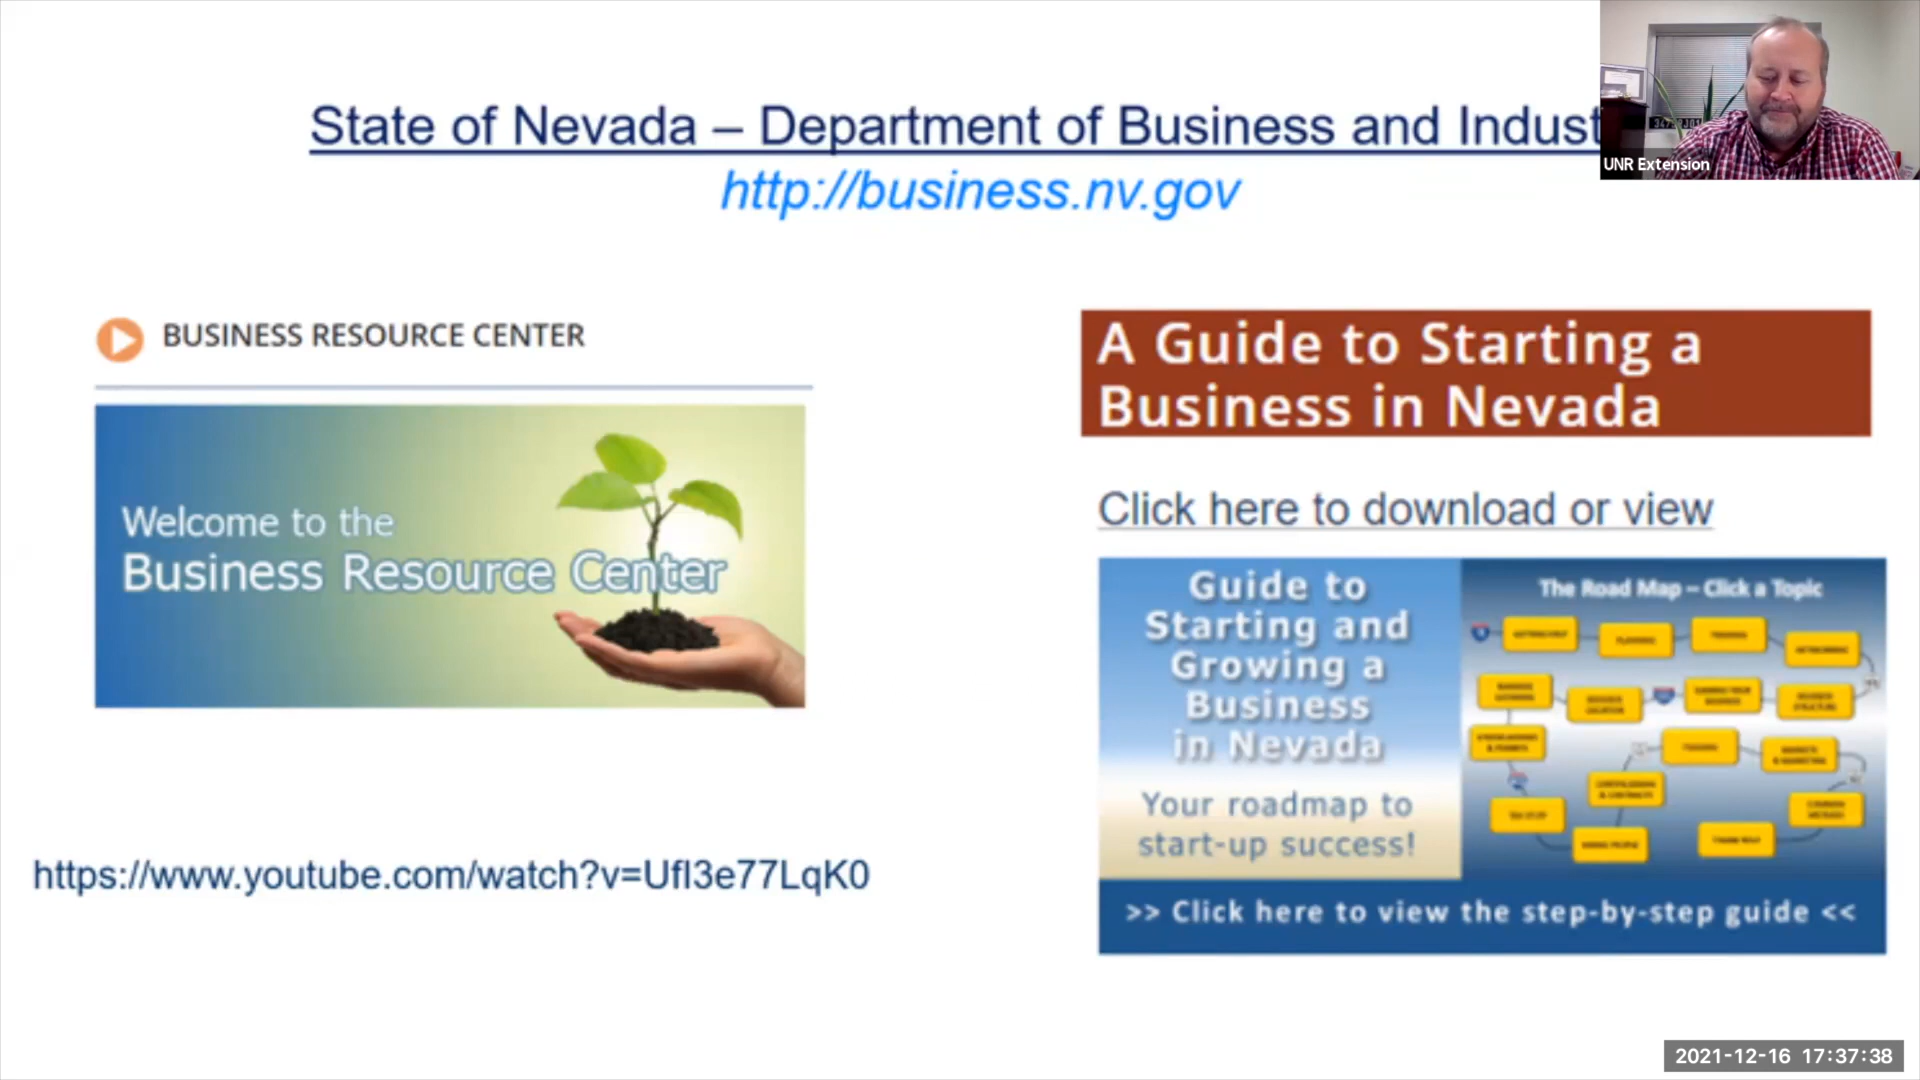 State of Nevada – Department of Business and Indust
http://business.nv.gov
UNR Extension
BUSINESS RESOURCE CENTER
Welcome to the
Business Resource Center
https://www.youtube.com/watch?v=UfI3e77LqK0
A Guide to Starting a
Business in Nevada
Click here to download or view
Guide to
Starting and
Growing a
Business
in Nevada
Your roadmap to
start-up success!
The Road Map – Click a Topic
>> Click here to view the step-by-step guide <<
2021-12-16 17:37:38